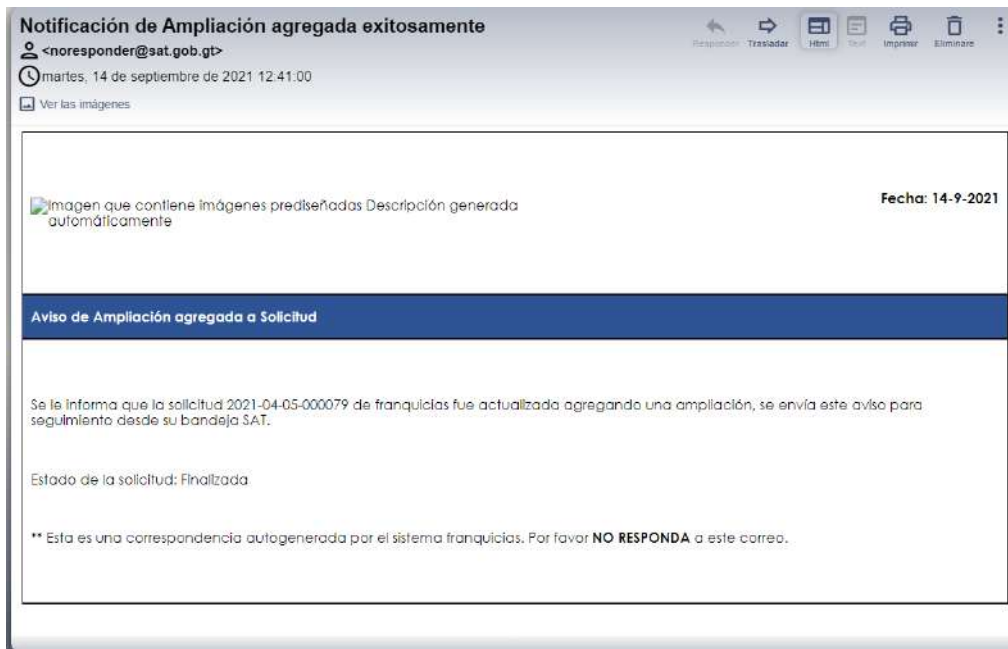 Notificación de Ampliación agregada exitosamente
<noresponder@sat.gob.gt>
martes, 14 de septiembre de 2021 12:41:00
Responder Trasladar Html Text Imprimir Eliminare
Ver las imágenes
Imagen que contiene imágenes prediseñadas Descripción generada
automáticamente
Fecha: 14-9-2021
Aviso de Ampliación agregada a Solicitud
Se le informa que la solicitud 2021-04-05-000079 de franquicias fue actualizada agregando una ampliación, se envía este aviso para
seguimiento desde su bandeja SAT.
Estado de la solicitud: Finalizada
** Esta es una correspondencia autogenerada por el sistema franquicias. Por favor NO RESPONDA a este correo.